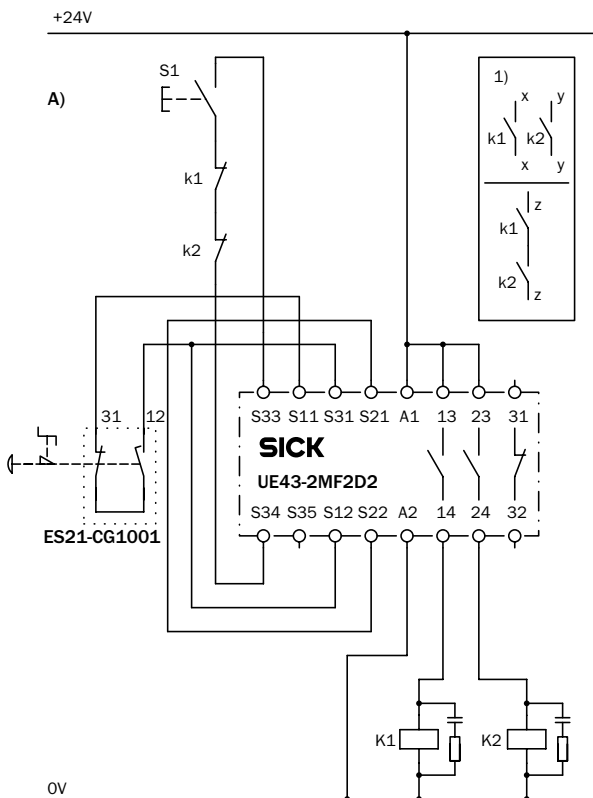 +24V
A)
S1
k1
k2
1)
x y
k1 k2
x y
z
k1
k2
z
31 12
ES21-CG1001
S33 S11 S31 S21 A1 13 23 31
SICK
UE43-2MF2D2
S34 S35 S12 S22 A2 14 24 32
K1 K2
0V